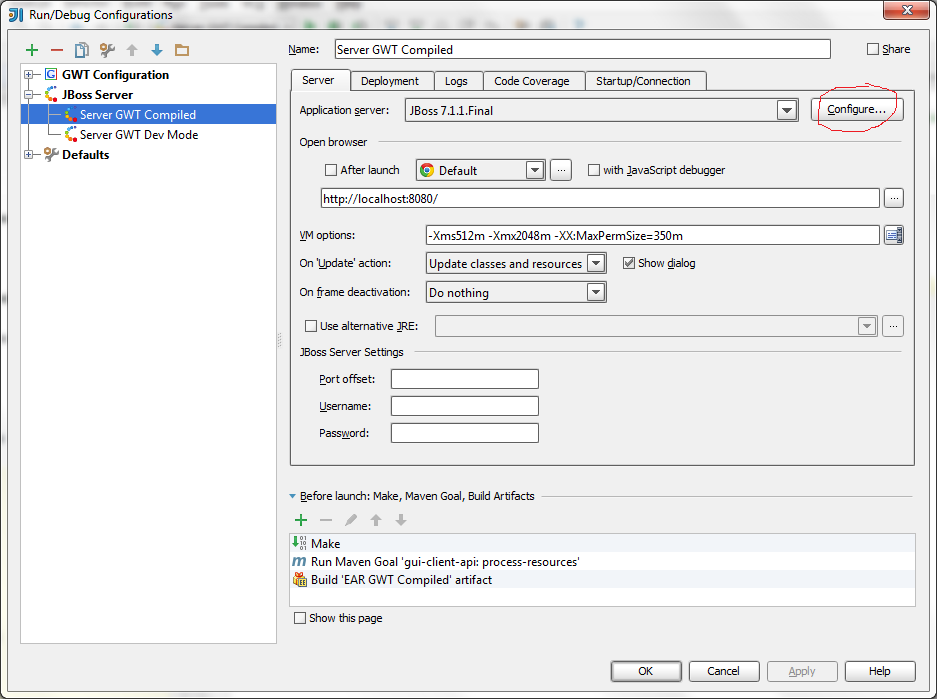 Run/Debug Configurations
Name: Server GWT Compiled Share
GWT Configuration
JBoss Server
Server GWT Compiled
Server GWT Dev Mode
Defaults
Server Deployment Logs Code Coverage Startup/Connection
Application server: JBoss 7.1.1.Final Configure...
Open browser
After launch Default ... with JavaScript debugger
http://localhost:8080/ ...
VM options: -Xms512m -Xmx2048m -XX:MaxPermSize=350m
On 'Update' action: Update classes and resources Show dialog
On frame deactivation: Do nothing
Use alternative JRE: ...
JBoss Server Settings
Port offset:
Username:
Password:
Before launch: Make, Maven Goal, Build Artifacts
Make
Run Maven Goal 'gui-client-api: process-resources'
Build 'EAR GWT Compiled' artifact
Show this page
OK Cancel Apply Help